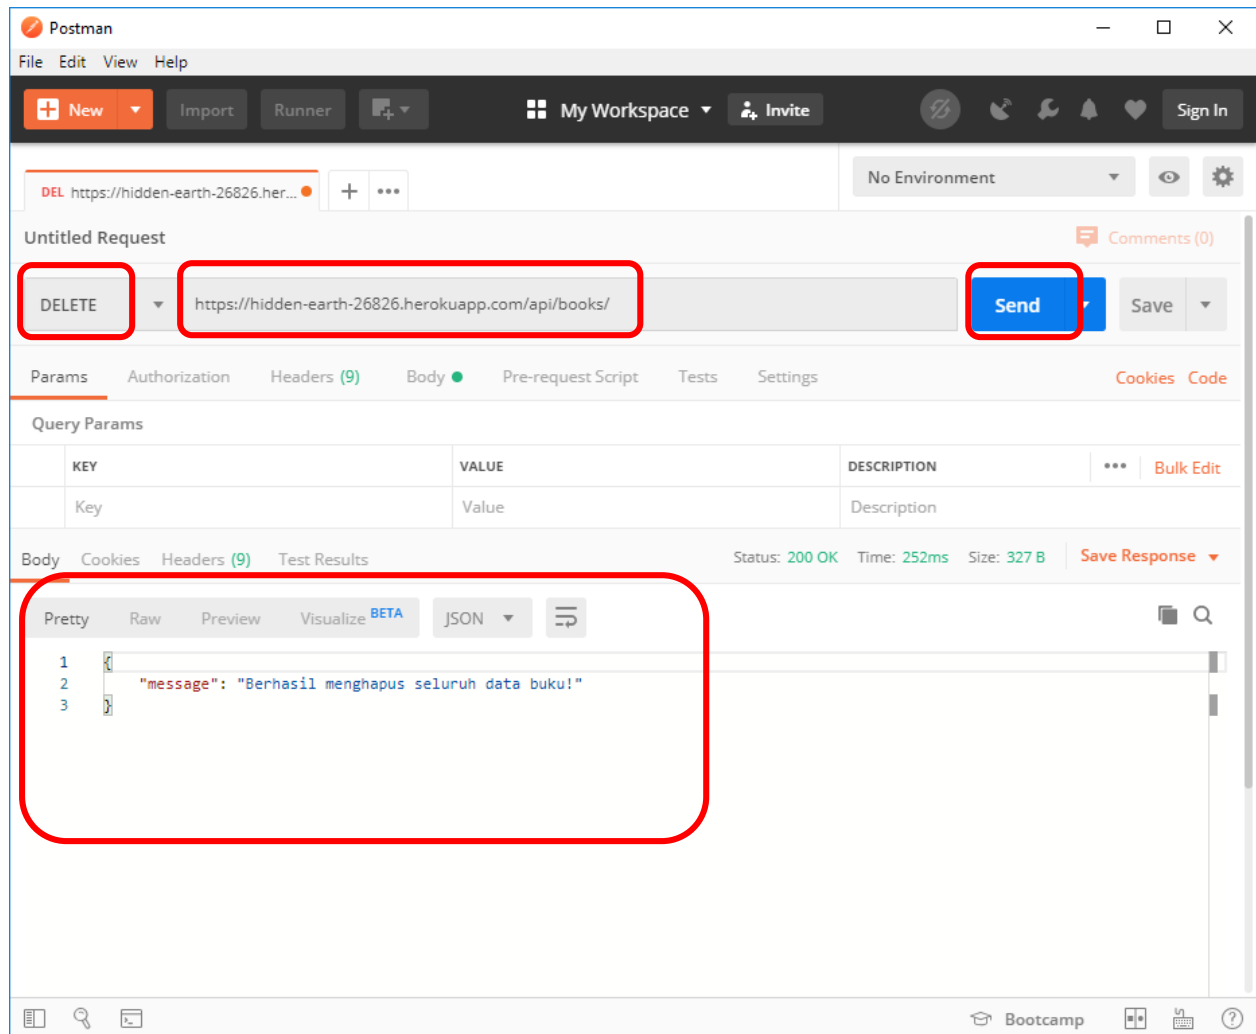 Postman
File Edit View Help
New Import Runner My Workspace Invite Sign In
DEL https://hidden-earth-26826.her... No Environment
Untitled Request Comments (0)
DELETE https://hidden-earth-26826.herokuapp.com/api/books/ Send Save
Params Authorization Headers (9) Body Pre-request Script Tests Settings Cookies Code
Query Params
KEY VALUE DESCRIPTION Bulk Edit
Key Value Description
Body Cookies Headers (9) Test Results Status: 200 OK Time: 252ms Size: 327 B Save Response
Pretty Raw Preview Visualize BETA JSON
1 {
2 "message": "Berhasil menghapus seluruh data buku!"
3 }
Bootcamp